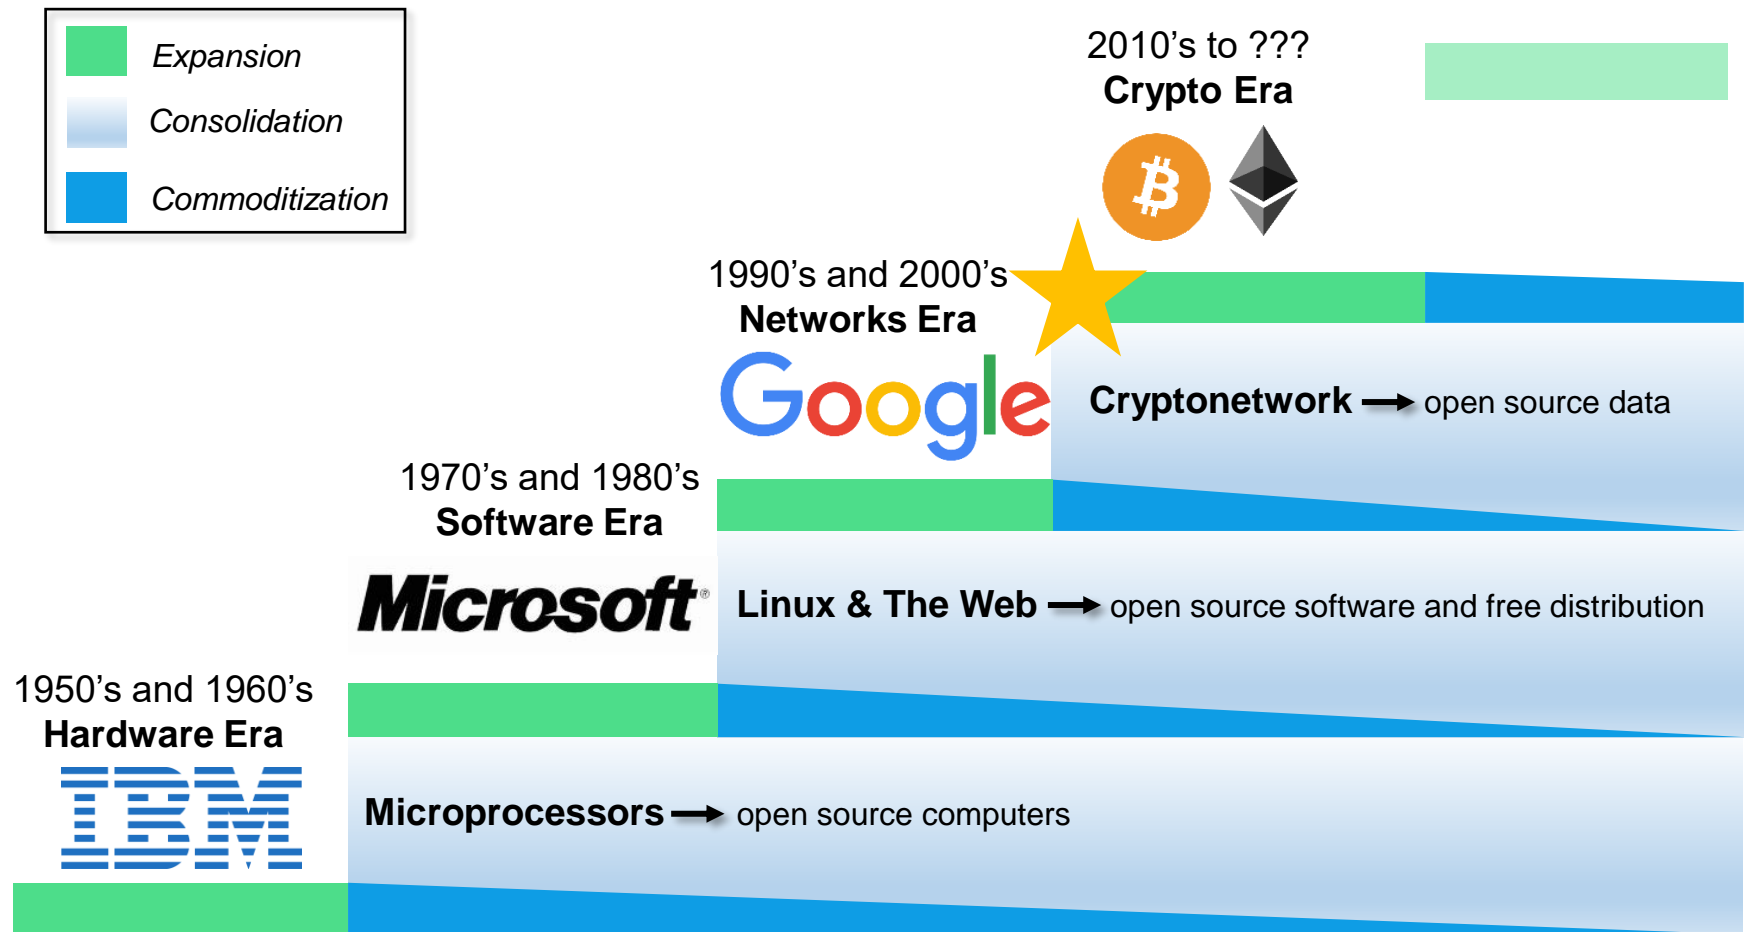 Expansion
Consolidation
Commoditization
2010’s to ???
Crypto Era
1990’s and 2000’s
Networks Era
Google
Cryptonetwork → open source data
1970’s and 1980’s
Software Era
Microsoft®
Linux & The Web → open source software and free distribution
1950’s and 1960’s
Hardware Era
IBM
Microprocessors → open source computers